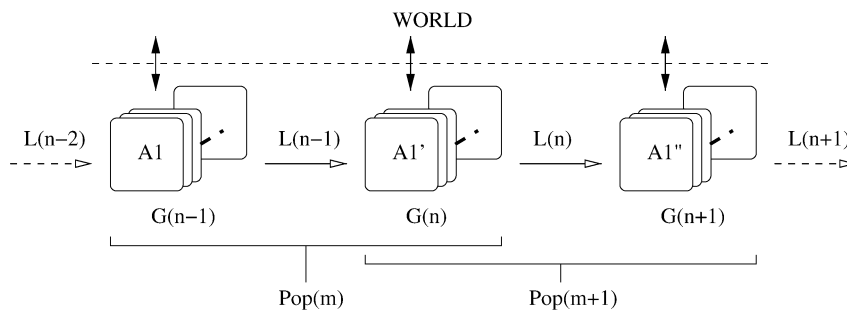 WORLD
L(n−2) A1 L(n−1) A1' L(n) A1" L(n+1)
G(n−1) G(n) G(n+1)
Pop(m) Pop(m+1)